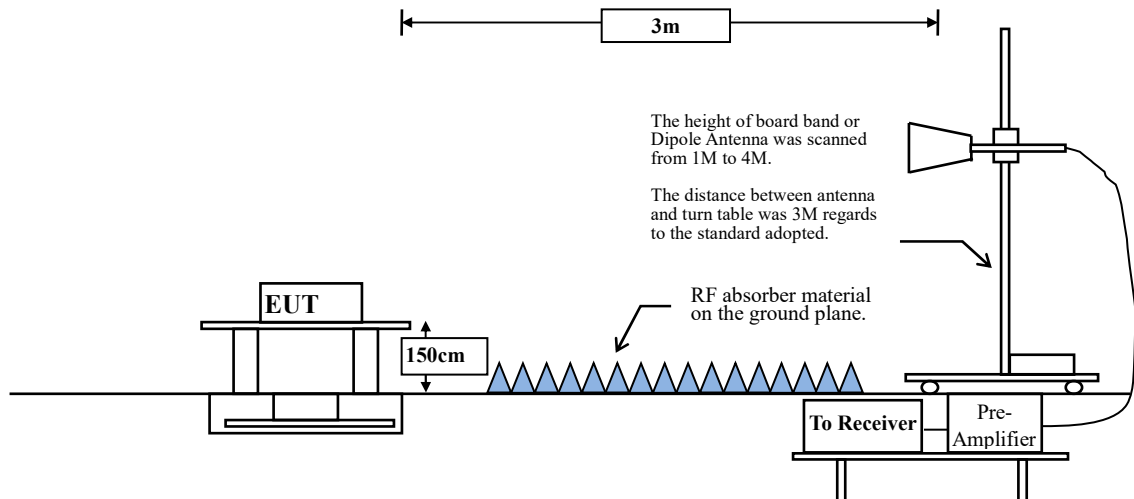 3m
The height of board band or
Dipole Antenna was scanned
from 1M to 4M.
The distance between antenna
and turn table was 3M regards
to the standard adopted.
RF absorber material
on the ground plane.
EUT
150cm
To Receiver
Pre-
Amplifier